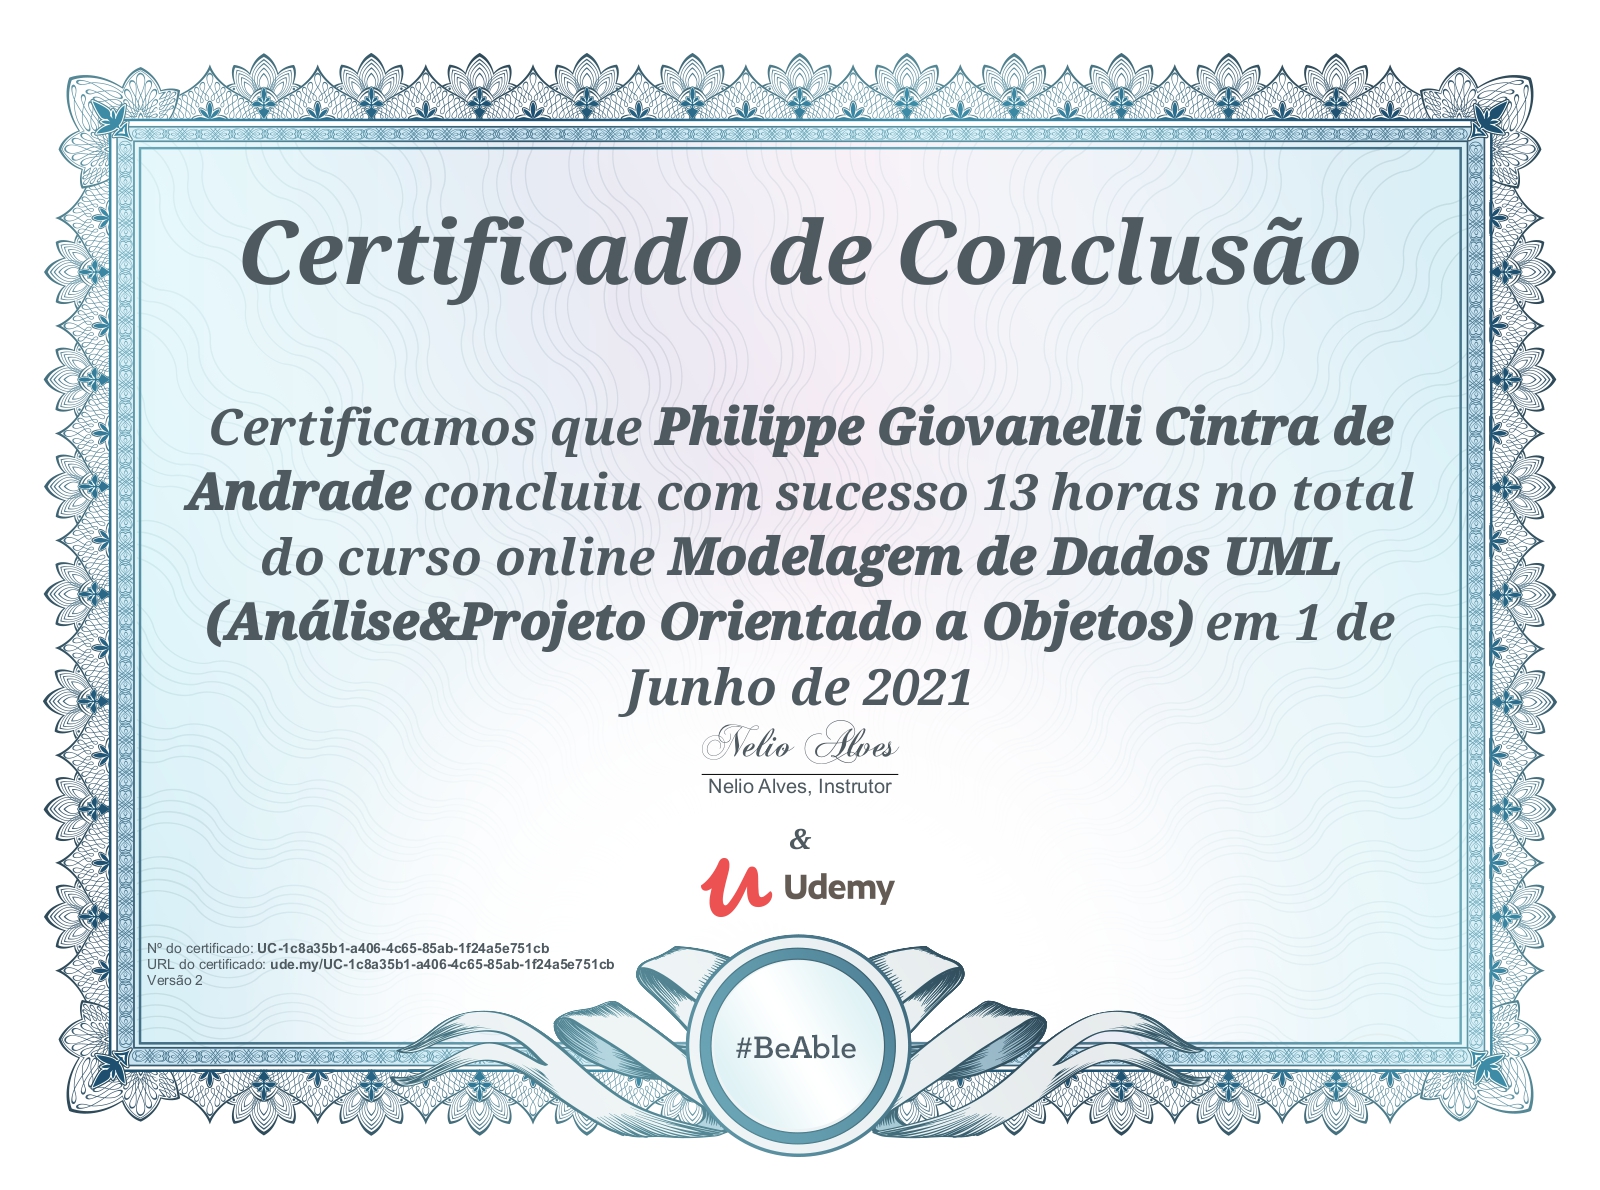 Certificado de Conclusão
Certificamos que Philippe Giovanelli Cintra de
Andrade concluiu com sucesso 13 horas no total
do curso online Modelagem de Dados UML
(Análise&Projeto Orientado a Objetos) em 1 de
Junho de 2021
Nelio Alves
Nelio Alves, Instrutor
&
Udemy
Nº do certificado: UC-1c8a35b1-a406-4c65-85ab-1f24a5e751cb
URL do certificado: ude.my/UC-1c8a35b1-a406-4c65-85ab-1f24a5e751cb
Versão 2
#BeAble